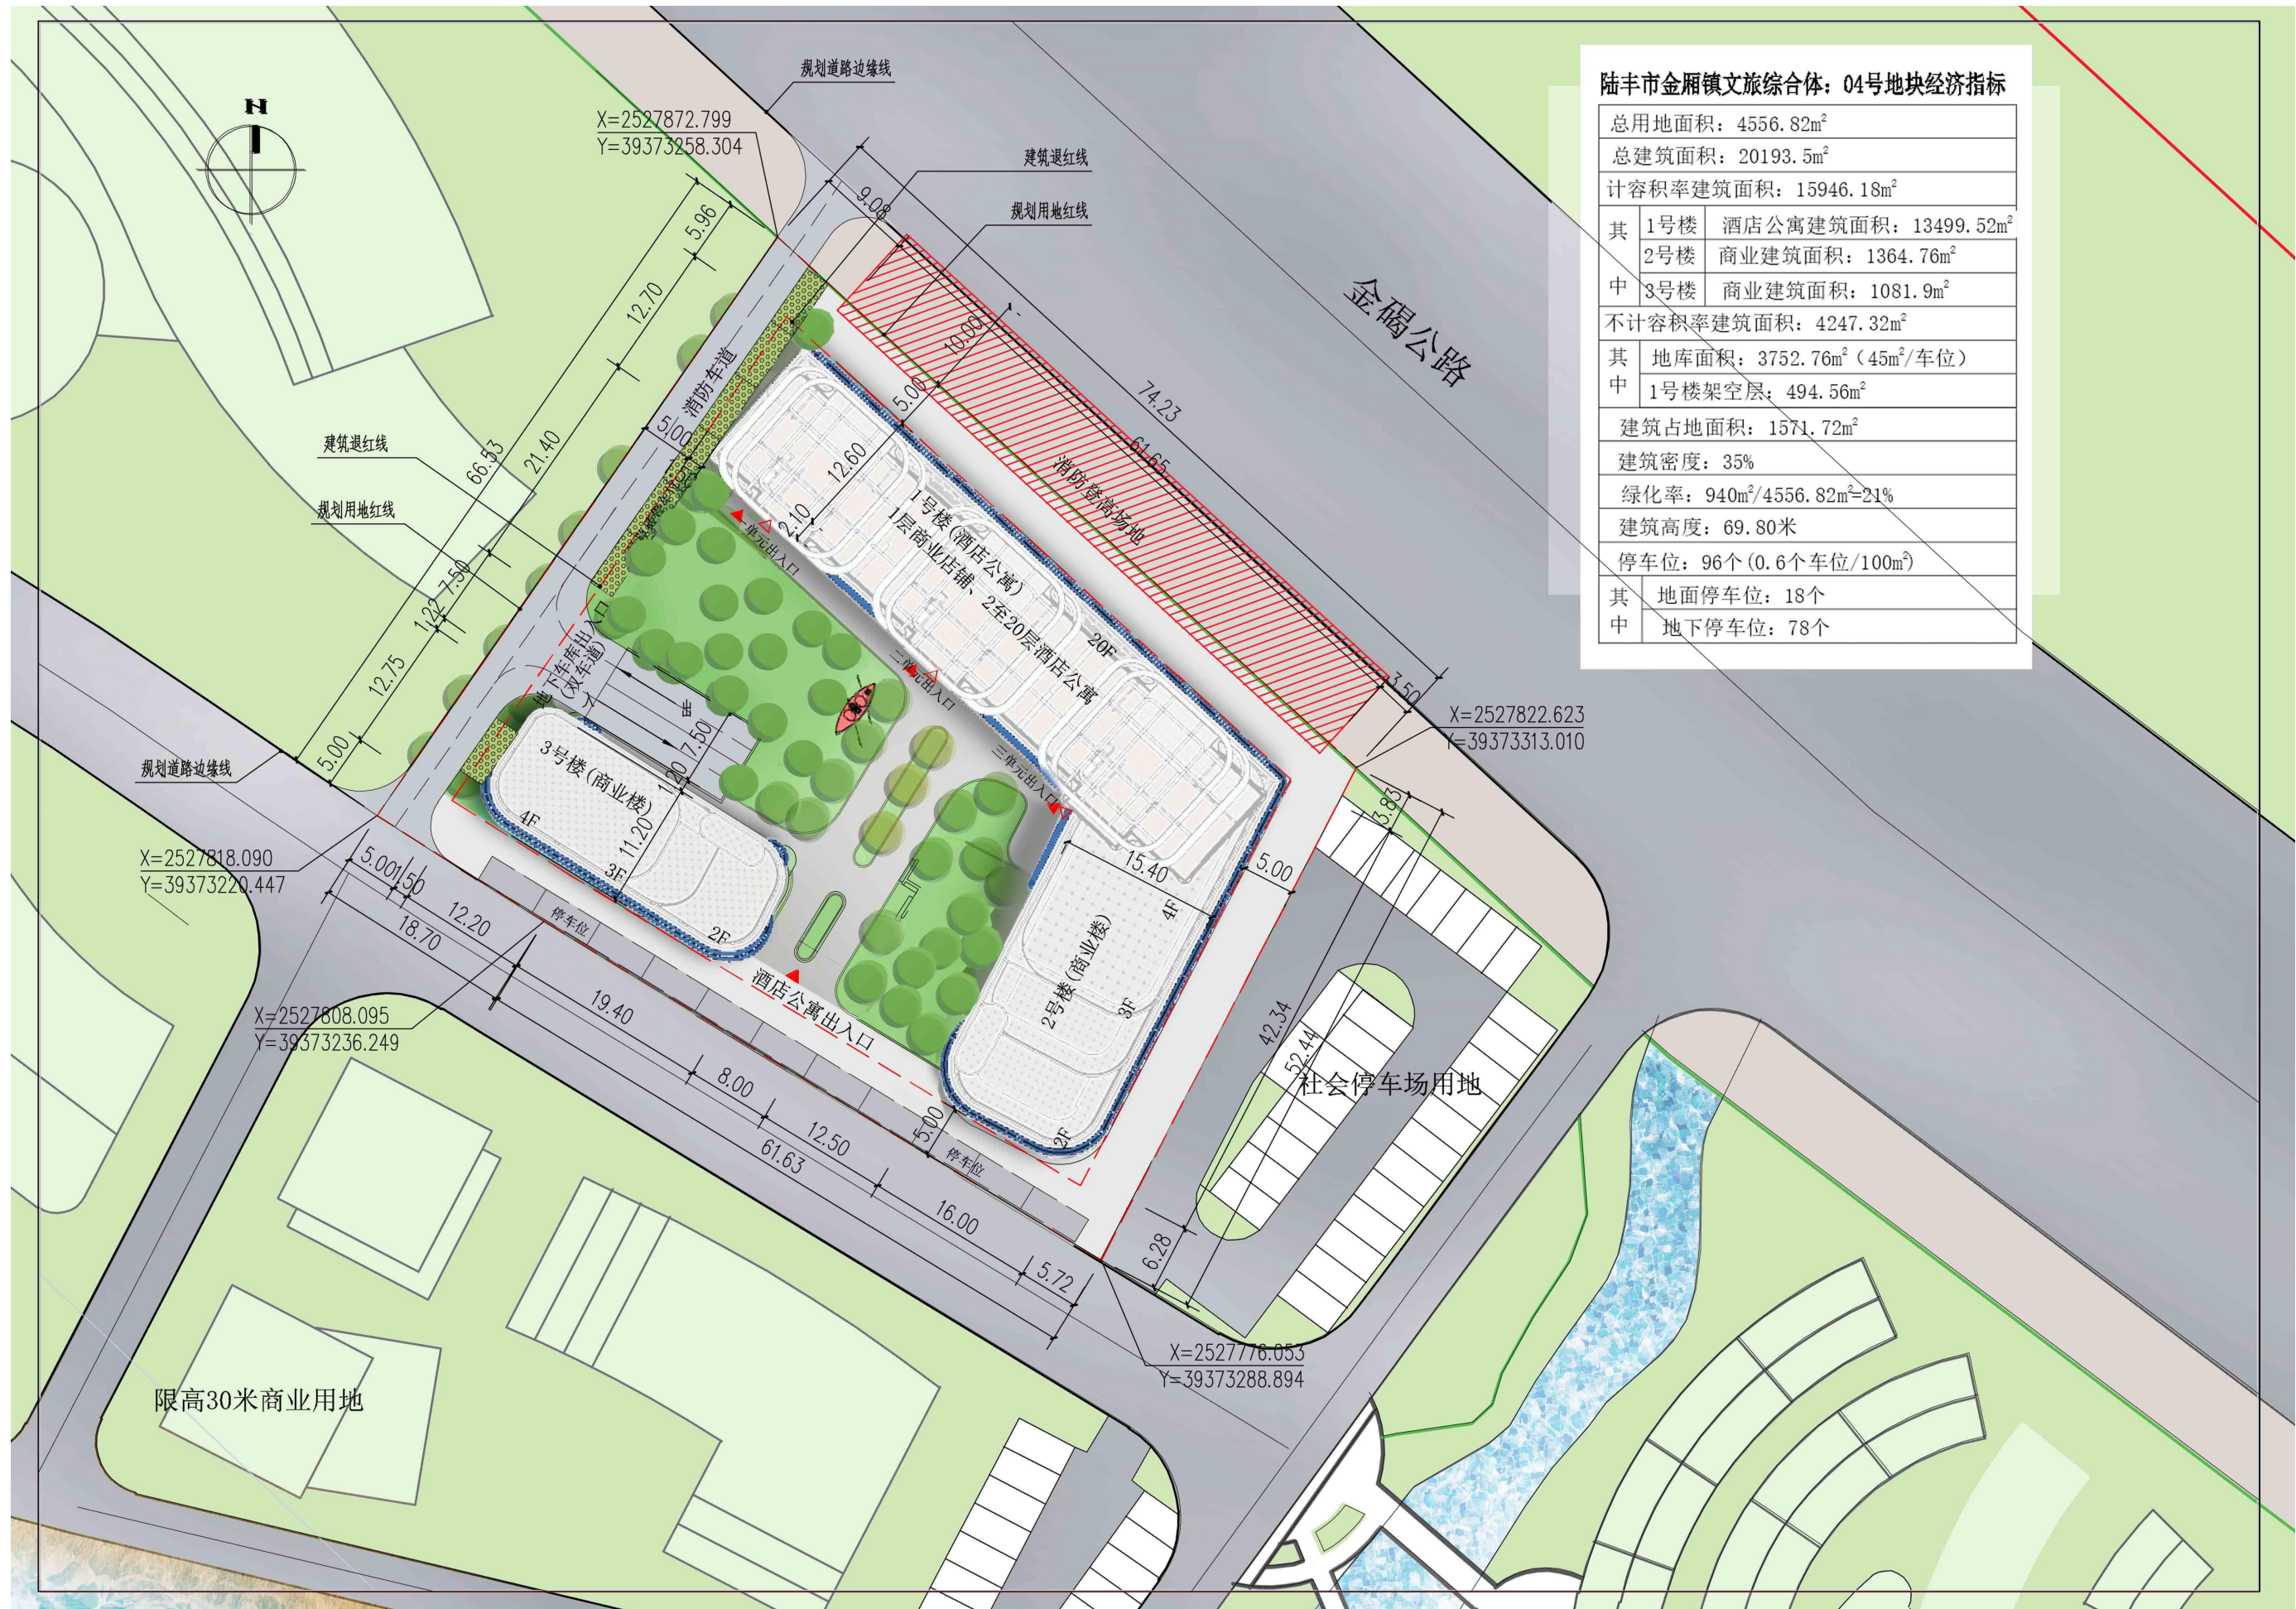 N
规划道路边缘线
X=2527872.799
Y=39373258.304
建筑退红线
规划用地红线
陆丰市金厢镇文旅综合体：04号地块经济指标
总用地面积：4556.82m²
总建筑面积：20193.5m²
计容积率建筑面积：15946.18m²
其中
1号楼 酒店公寓建筑面积：13499.52m²
2号楼 商业建筑面积：1364.76m²
3号楼 商业建筑面积：1081.9m²
不计容积率建筑面积：4247.32m²
其中
地库面积：3752.76m²（45m²/车位）
1号楼架空层：494.56m²
建筑占地面积：1571.72m²
建筑密度：35%
绿化率：940m²/4556.82m²=21%
建筑高度：69.80米
停车位：96个(0.6个车位/100m²)
其中
地面停车位：18个
地下停车位：78个
金碣公路
9.08
5.96
12.70
66.53
21.40
7.50
1.22
12.75
5.00
消防车道
5.00
10.00
5.00
74.23
61.65
消防登高场地
12.60
2.10
1号楼(酒店公寓)
1层商业店铺、2至20层酒店公寓
20F
一单元出入口
二单元出入口
三单元出入口
3.50
X=2527822.623
Y=39373313.010
建筑退红线
规划用地红线
规划道路边缘线
地下车库出入口
(双车道)
入
出
7.50
1.20
11.20
3号楼(商业楼)
4F
3F
2F
X=2527818.090
Y=39373220.447
5.00
1.50
12.20
18.70
停车位
酒店公寓出入口
15.40
5.00
3.83
2号楼(商业楼)
4F
3F
2F
42.34
52.44
社会停车场用地
X=2527808.095
Y=39373236.249
19.40
8.00
12.50
61.63
5.00
停车位
16.00
5.72
6.28
X=2527776.053
Y=39373288.894
限高30米商业用地